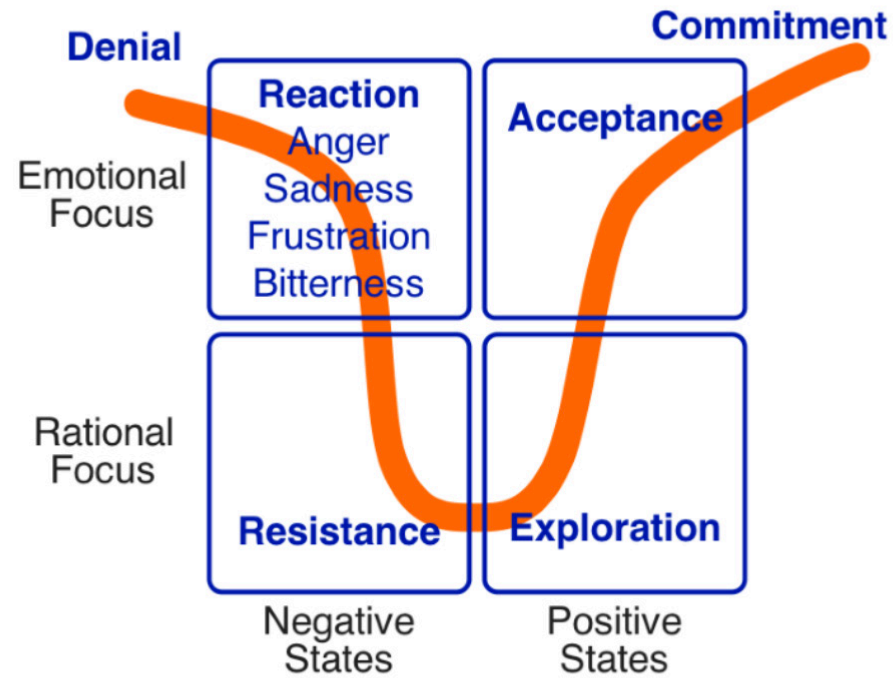 Denial
Commitment
Reaction
Anger
Sadness
Frustration
Bitterness
Acceptance
Emotional
Focus
Rational
Focus
Resistance
Exploration
Negative
States
Positive
States